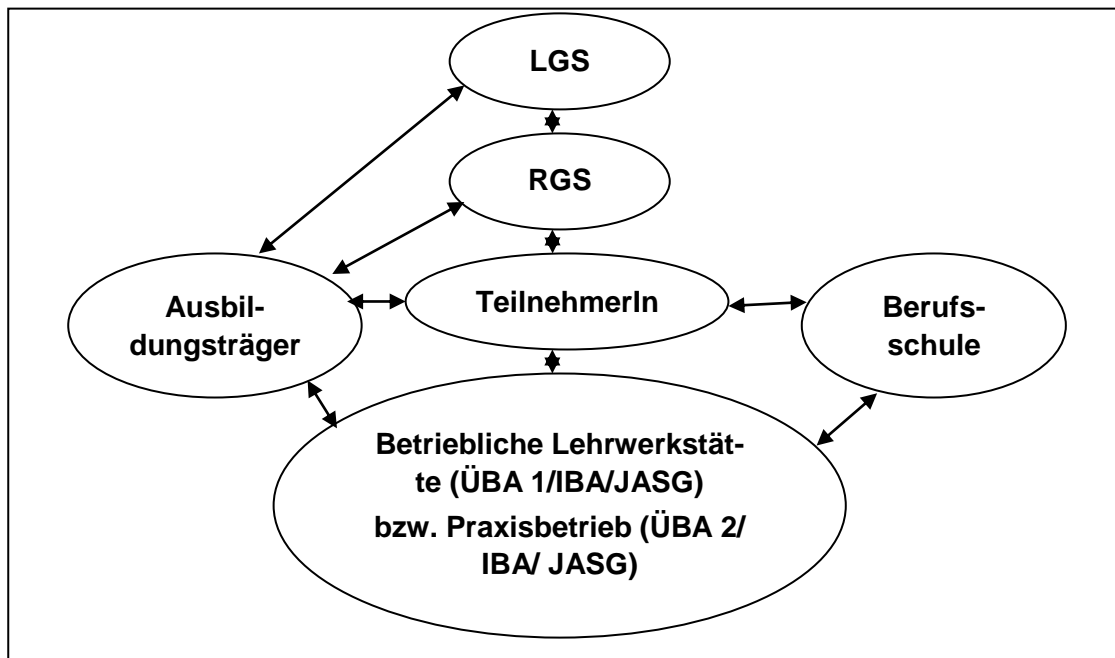 LGS
RGS
Ausbil-
dungsträger
TeilnehmerIn
Berufs-
schule
Betriebliche Lehrwerkstät-
te (ÜBA 1/IBA/JASG)
bzw. Praxisbetrieb (ÜBA 2/
IBA/ JASG)